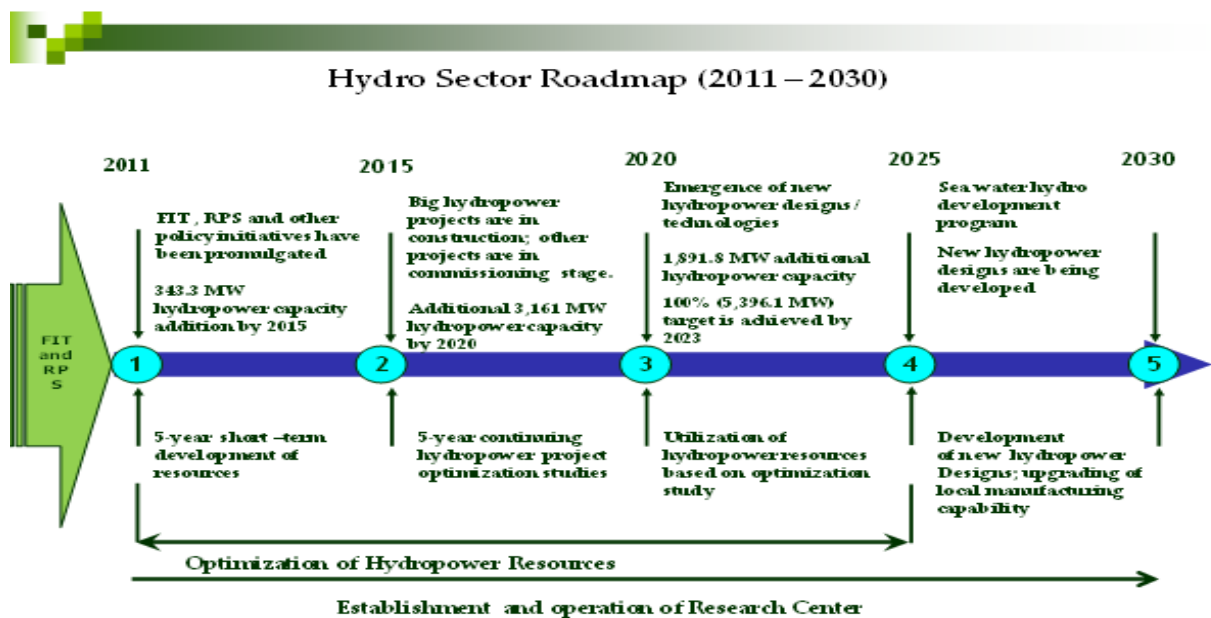 Hydro Sector Roadmap (2011 – 2030)
2011
2015
2020
2025
2030
FIT, RPS and other
policy initiatives have
been promulgated
343.3 MW
hydropower capacity
addition by 2015
Big hydropower
projects are in
construction; other
projects are in
commissioning stage.
Additional 3,161 MW
hydropower capacity
by 2020
Emergence of new
hydropower designs /
technologies
1,891.8 MW additional
hydropower capacity
100% (5,396.1 MW)
target is achieved by
2023
Sea water hydro
development
program
New hydropower
designs are being
developed
FIT
and
RP
S
1
2
3
4
5
5-year short –term
development of
resources
5-year continuing
hydropower project
optimization studies
Utilization of
hydropower resources
based on optimization
study
Development
of new hydropower
Designs; upgrading of
local manufacturing
capability
Optimization of Hydropower Resources
Establishment and operation of Research Center